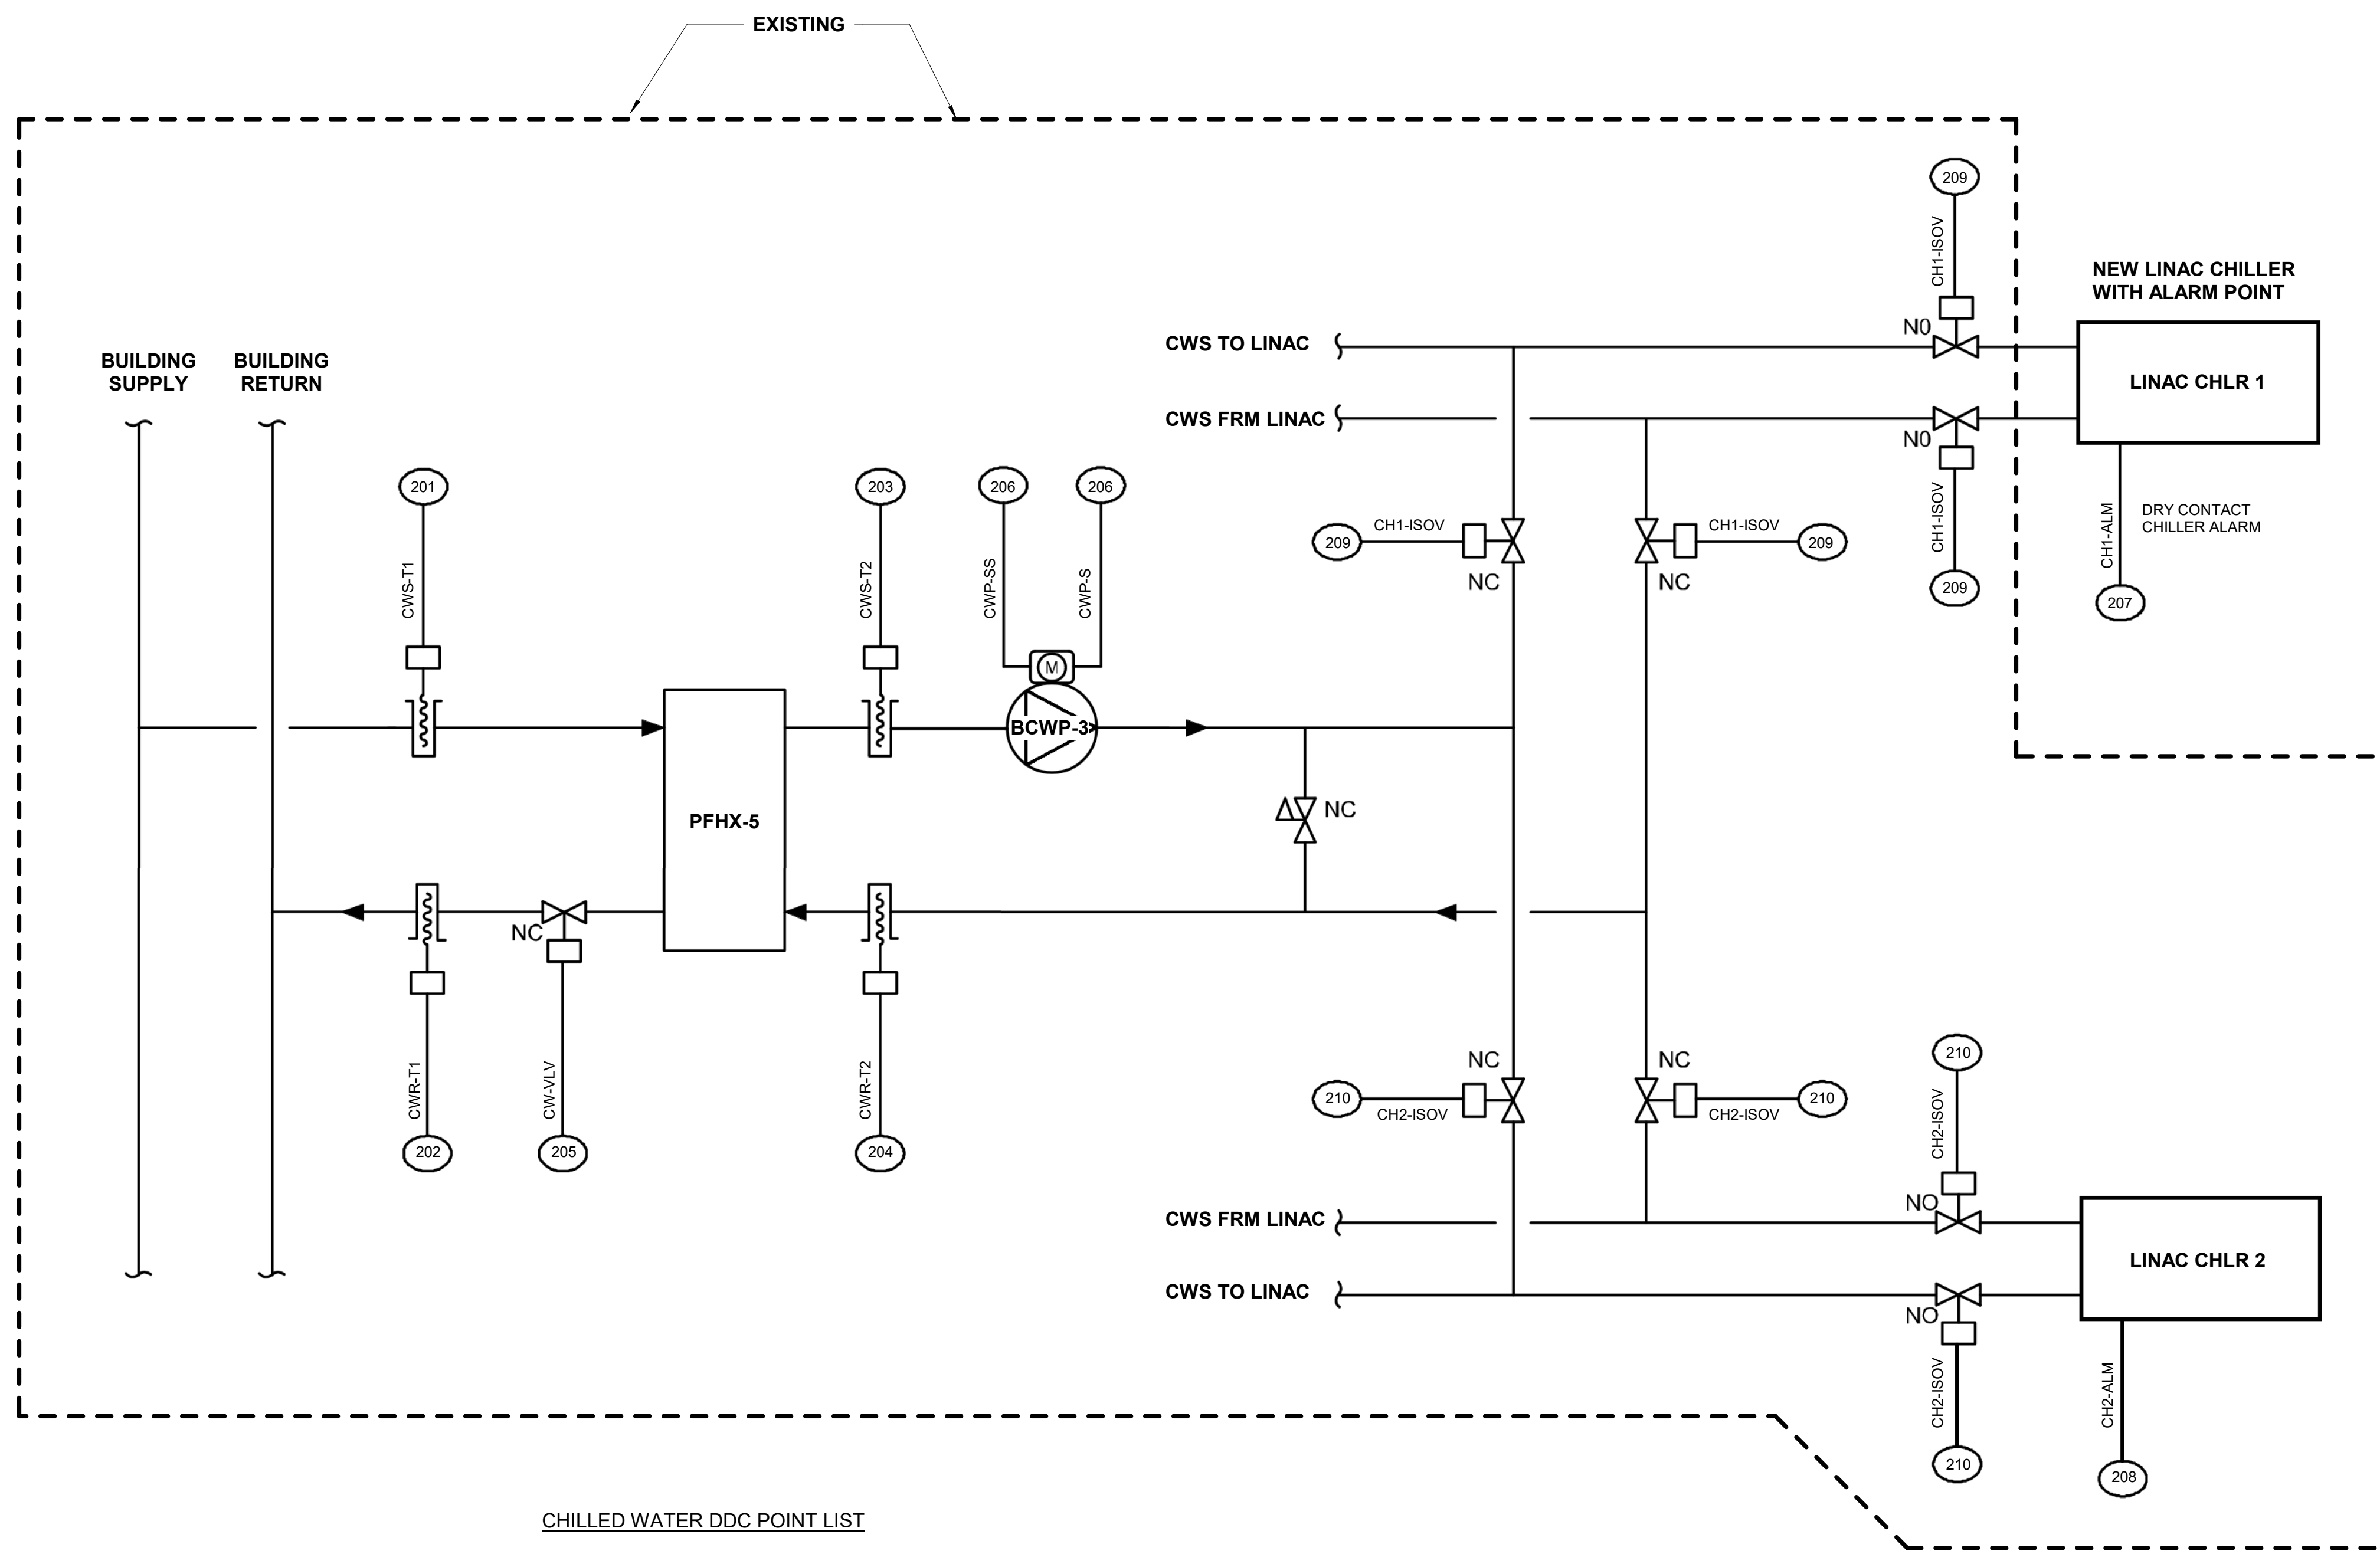 EXISTING
209
CH1-ISOV
NEW LINAC CHILLER
WITH ALARM POINT
N0
CWS TO LINAC
BUILDING
SUPPLY
BUILDING
RETURN
LINAC CHLR 1
CWS FRM LINAC
N0
CH1-ISOV
209
201
203
206
206
CWS-T1
CWS-T2
CWP-SS
CWP-S
M
209
CH1-ISOV
NC
CH1-ISOV
209
NC
CH1-ALM
DRY CONTACT
CHILLER ALARM
207
BCWP-3
NC
PFHX-5
NC
CWR-T1
CW-VLV
CWR-T2
202
205
204
NC
210
CH2-ISOV
NC
CH2-ISOV
210
210
CH2-ISOV
NO
CWS FRM LINAC
LINAC CHLR 2
CWS TO LINAC
NO
CH2-ISOV
210
CH2-ALM
208
CHILLED WATER DDC POINT LIST